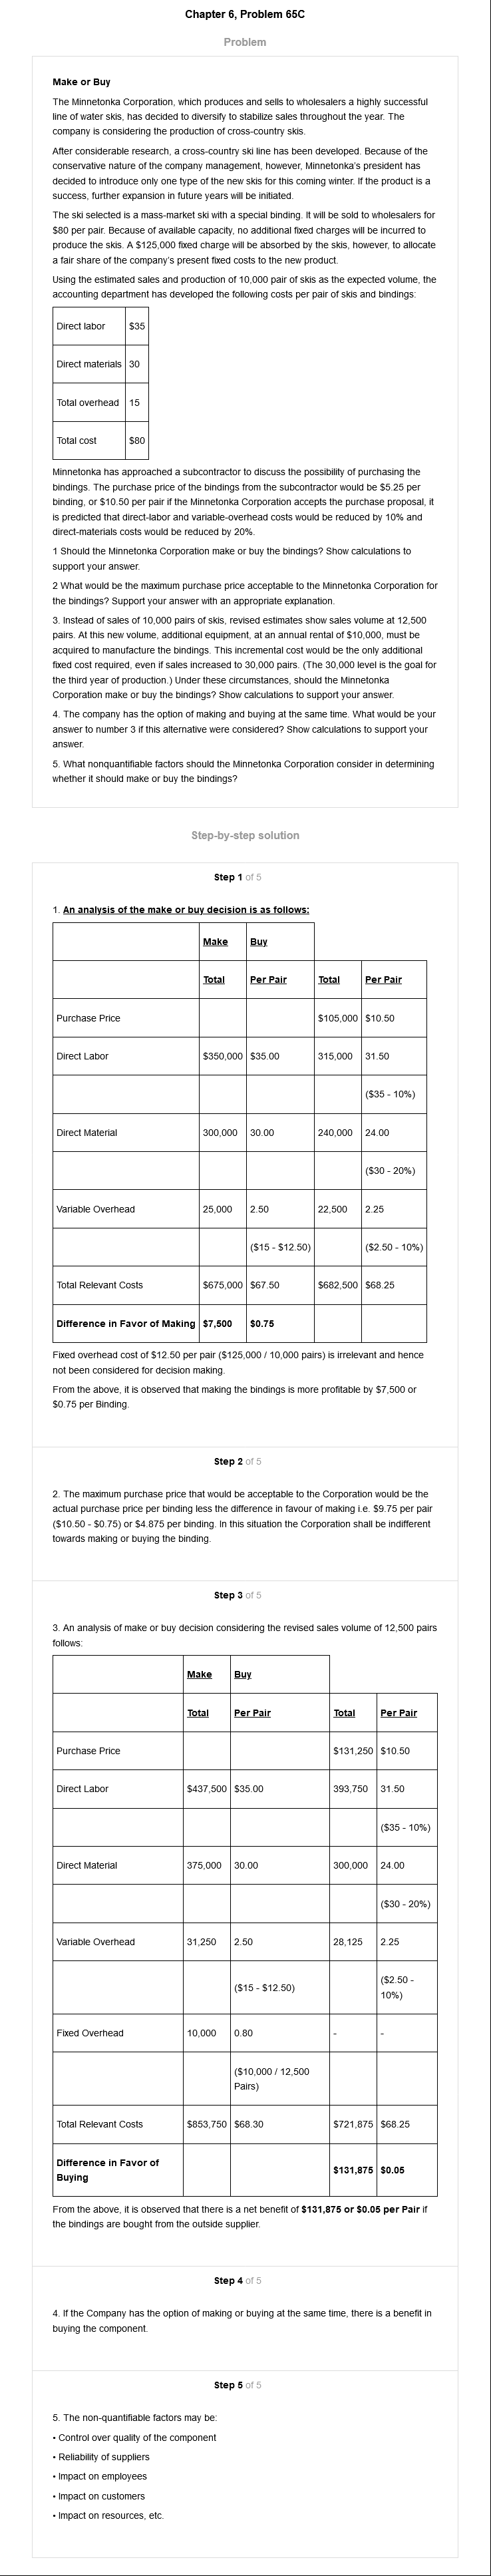 Chapter 6, Problem 65C
Problem
Make or Buy
The Minnetonka Corporation, which produces and sells to wholesalers a highly successful
line of water skis, has decided to diversify to stabilize sales throughout the year. The
company is considering the production of cross-country skis.
After considerable research, a cross-country ski line has been developed. Because of the
conservative nature of the company management, however, Minnetonka's president has
decided to introduce only one type of the new skis for this coming winter. If the product is a
success, further expansion in future years will be initiated.
The ski selected is a mass-market ski with a special binding. It will be sold to wholesalers for
$80 per pair. Because of available capacity, no additional fixed charges will be incurred to
produce the skis. A $125,000 fixed charge will be absorbed by the skis, however, to allocate
a fair share of the company's present fixed costs to the new product.
Using the estimated sales and production of 10,000 pair of skis as the expected volume, the
accounting department has developed the following costs per pair of skis and bindings:
Direct labor $35
Direct materials 30
Total overhead 15
Total cost $80
Minnetonka has approached a subcontractor to discuss the possibility of purchasing the
bindings. The purchase price of the bindings from the subcontractor would be $5.25 per
binding, or $10.50 per pair if the Minnetonka Corporation accepts the purchase proposal, it
is predicted that direct-labor and variable-overhead costs would be reduced by 10% and
direct-materials costs would be reduced by 20%.
1 Should the Minnetonka Corporation make or buy the bindings? Show calculations to
support your answer.
2 What would be the maximum purchase price acceptable to the Minnetonka Corporation for
the bindings? Support your answer with an appropriate explanation.
3. Instead of sales of 10,000 pairs of skis, revised estimates show sales volume at 12,500
pairs. At this new volume, additional equipment, at an annual rental of $10,000, must be
acquired to manufacture the bindings. This incremental cost would be the only additional
fixed cost required, even if sales increased to 30,000 pairs. (The 30,000 level is the goal for
the third year of production.) Under these circumstances, should the Minnetonka
Corporation make or buy the bindings? Show calculations to support your answer.
4. The company has the option of making and buying at the same time. What would be your
answer to number 3 if this alternative were considered? Show calculations to support your
answer.
5. What nonquantifiable factors should the Minnetonka Corporation consider in determining
whether it should make or buy the bindings?
Step-by-step solution
Step 1 of 5
1. An analysis of the make or buy decision is as follows:
Make Buy
Total Per Pair Total Per Pair
Purchase Price $105,000 $10.50
Direct Labor $350,000 $35.00 315,000 31.50
($35 - 10%)
Direct Material 300,000 30.00 240,000 24.00
($30 - 20%)
Variable Overhead 25,000 2.50 22,500 2.25
($15 - $12.50) ($2.50 - 10%)
Total Relevant Costs $675,000 $67.50 $682,500 $68.25
Difference in Favor of Making $7,500 $0.75
Fixed overhead cost of $12.50 per pair ($125,000 / 10,000 pairs) is irrelevant and hence
not been considered for decision making.
From the above, it is observed that making the bindings is more profitable by $7,500 or
$0.75 per Binding.
Step 2 of 5
2. The maximum purchase price that would be acceptable to the Corporation would be the
actual purchase price per binding less the difference in favour of making i.e. $9.75 per pair
($10.50 - $0.75) or $4.875 per binding. In this situation the Corporation shall be indifferent
towards making or buying the binding.
Step 3 of 5
3. An analysis of make or buy decision considering the revised sales volume of 12,500 pairs
follows:
Make Buy
Total Per Pair Total Per Pair
Purchase Price $131,250 $10.50
Direct Labor $437,500 $35.00 393,750 31.50
($35 - 10%)
Direct Material 375,000 30.00 300,000 24.00
($30 - 20%)
Variable Overhead 31,250 2.50 28,125 2.25
($15 - $12.50) ($2.50 -
10%)
Fixed Overhead 10,000 0.80 - -
($10,000 / 12,500
Pairs)
Total Relevant Costs $853,750 $68.30 $721,875 $68.25
Difference in Favor of
Buying $131,875 $0.05
From the above, it is observed that there is a net benefit of $131,875 or $0.05 per Pair if
the bindings are bought from the outside supplier.
Step 4 of 5
4. If the Company has the option of making or buying at the same time, there is a benefit in
buying the component.
Step 5 of 5
5. The non-quantifiable factors may be:
• Control over quality of the component
• Reliability of suppliers
• Impact on employees
• Impact on customers
• Impact on resources, etc.